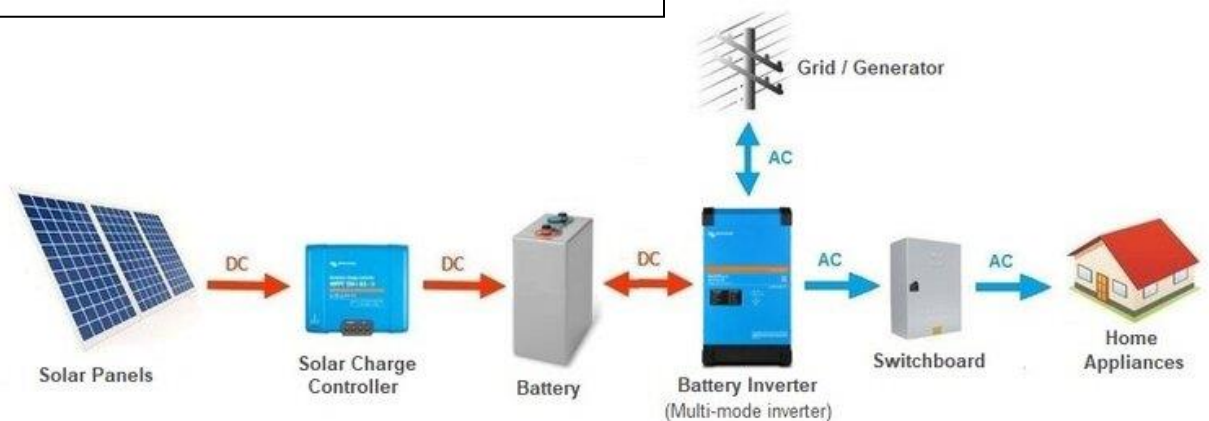 Grid / Generator
AC
DC
DC
DC
AC
AC
Solar Panels
Solar Charge
Controller
Battery
Battery Inverter
(Multi-mode inverter)
Switchboard
Home
Appliances